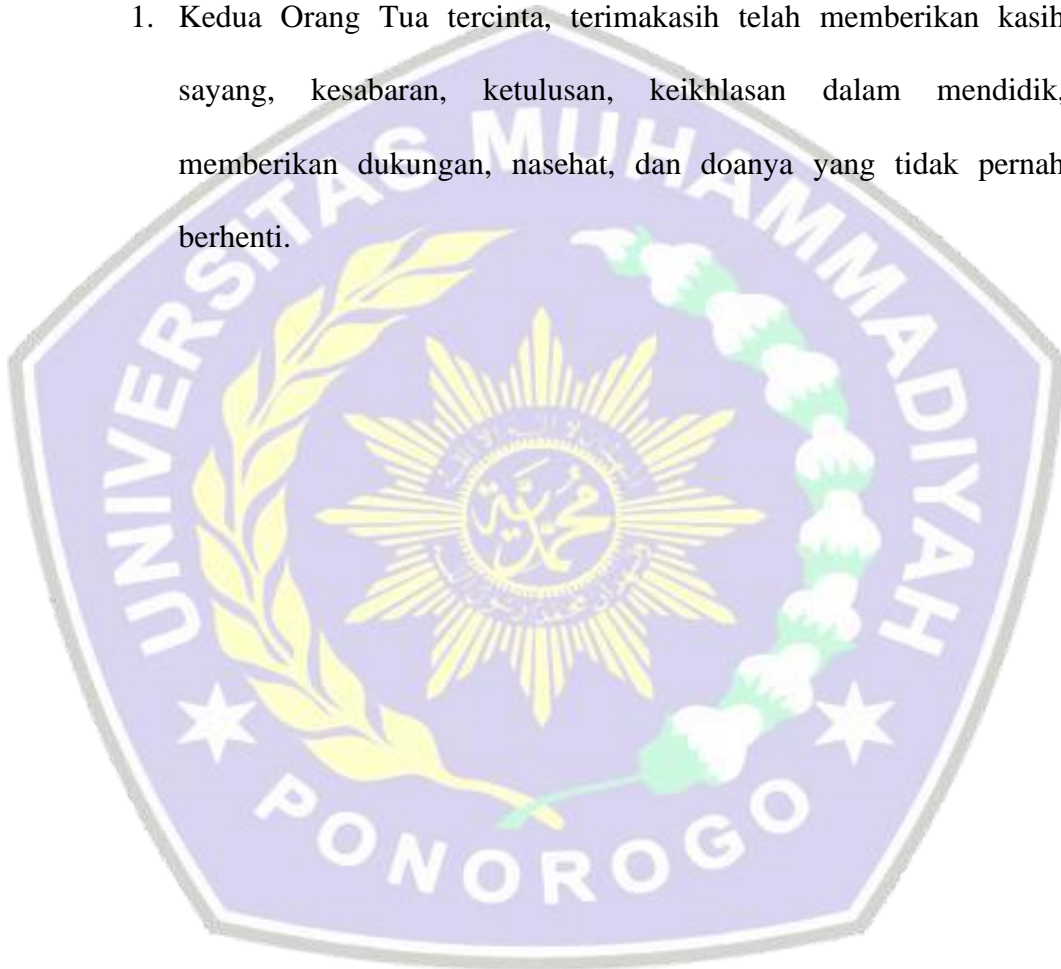 1. Kedua Orang Tua tercinta, terimakasih telah memberikan kasih
sayang, kesabaran, ketulusan, keikhlasan dalam mendidik,
memberikan dukungan, nasehat, dan doanya yang tidak pernah
berhenti.
UNIVERSITAS MUHAMMADIYAH
محمدية
PONOROGO